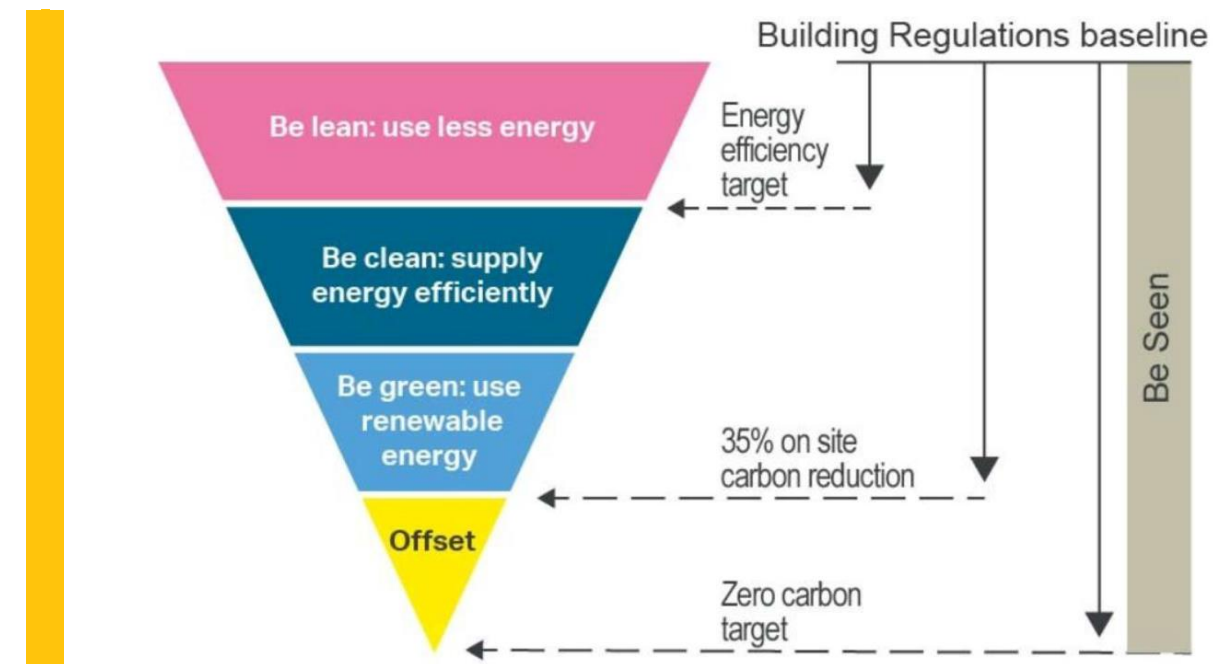 Building Regulations baseline
Be lean: use less energy
Energy
efficiency
target
Be clean: supply
energy efficiently
Be Seen
Be green: use
renewable
energy
35% on site
carbon reduction
Offset
Zero carbon
target